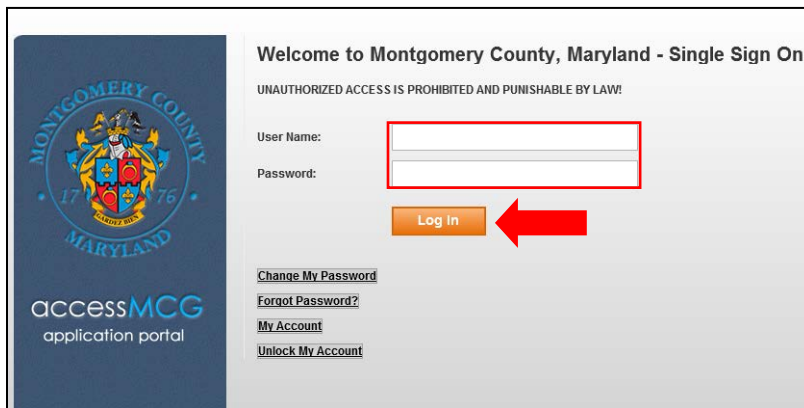 Welcome to Montgomery County, Maryland - Single Sign On
UNAUTHORIZED ACCESS IS PROHIBITED AND PUNISHABLE BY LAW!
User Name:
Password:
Log In
Change My Password
Forgot Password?
My Account
Unlock My Account
MONTGOMERY COUNTY
17 76
GARDEZ BIEN
MARYLAND
accessMCG
application portal